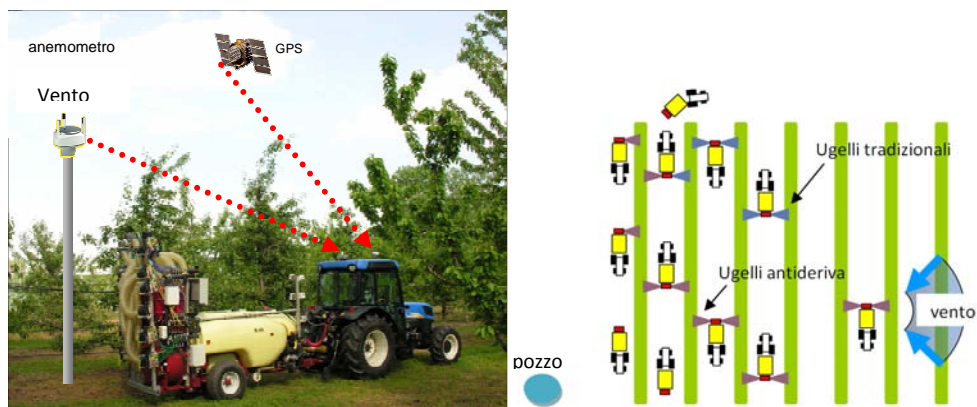 anemometro
GPS
Vento
Ugelli tradizionali
Ugelli antideriva
vento
pozzo